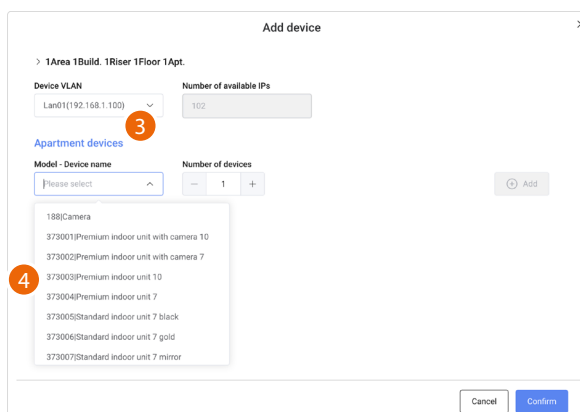 Add device
> 1Area 1Build. 1Riser 1Floor 1Apt.
Device VLAN Number of available IPs
Lan01(192.168.1.100) 102
3
Apartment devices
Model - Device name Number of devices
Please select − 1 + Add
188|Camera
373001|Premium indoor unit with camera 10
373002|Premium indoor unit with camera 7
373003|Premium indoor unit 10
4
373004|Premium indoor unit 7
373005|Standard indoor unit 7 black
373006|Standard indoor unit 7 gold
373007|Standard indoor unit 7 mirror
Cancel Confirm